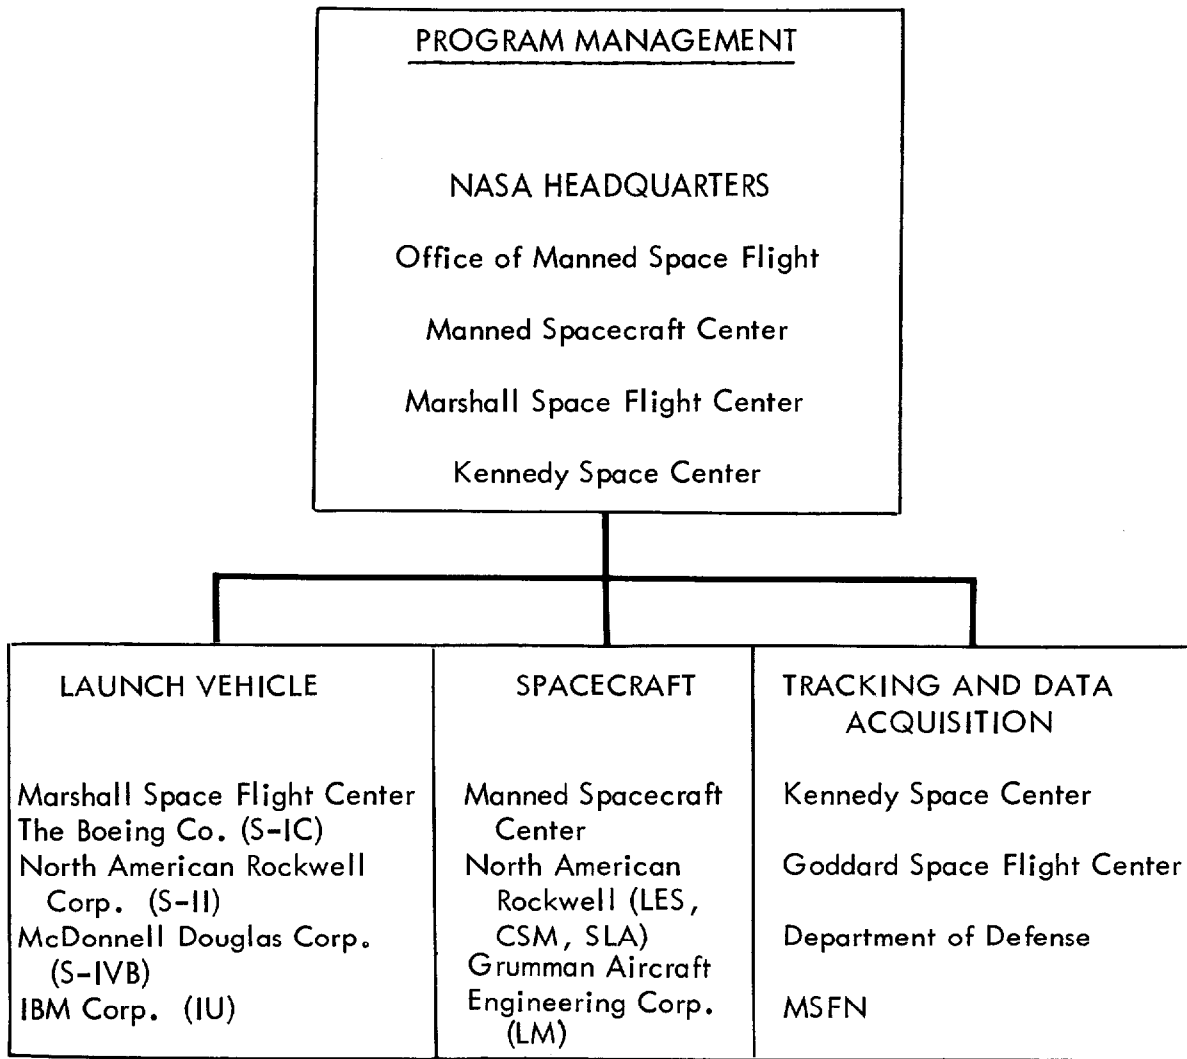 PROGRAM MANAGEMENT
NASA HEADQUARTERS
Office of Manned Space Flight
Manned Spacecraft Center
Marshall Space Flight Center
Kennedy Space Center
LAUNCH VEHICLE
Marshall Space Flight Center
The Boeing Co. (S-IC)
North American Rockwell
Corp. (S-II)
McDonnell Douglas Corp.
(S-IVB)
IBM Corp. (IU)
SPACECRAFT
Manned Spacecraft
Center
North American
Rockwell (LES,
CSM, SLA)
Grumman Aircraft
Engineering Corp.
(LM)
TRACKING AND DATA
ACQUISITION
Kennedy Space Center
Goddard Space Flight Center
Department of Defense
MSFN